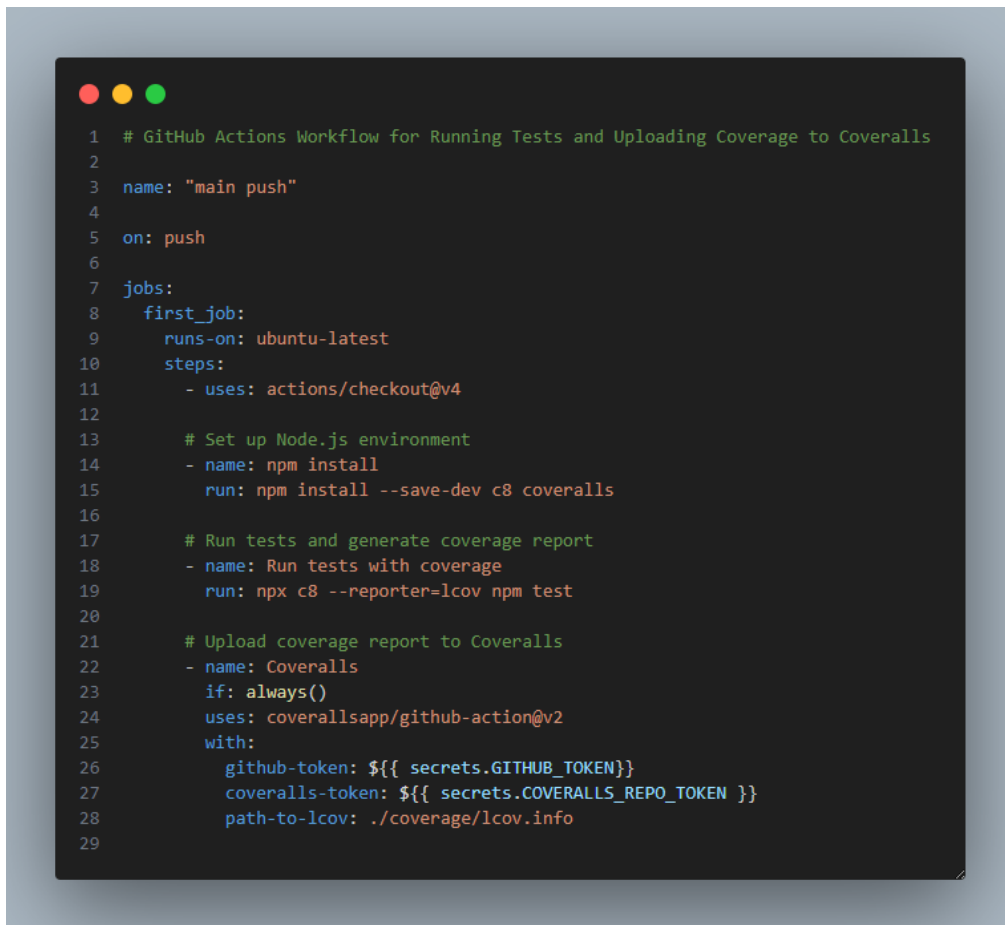 1 # GitHub Actions Workflow for Running Tests and Uploading Coverage to Coveralls
2
3 name: "main push"
4
5 on: push
6
7 jobs:
8   first_job:
9     runs-on: ubuntu-latest
10     steps:
11       - uses: actions/checkout@v4
12
13       # Set up Node.js environment
14       - name: npm install
15         run: npm install --save-dev c8 coveralls
16
17       # Run tests and generate coverage report
18       - name: Run tests with coverage
19         run: npx c8 --reporter=lcov npm test
20
21       # Upload coverage report to Coveralls
22       - name: Coveralls
23         if: always()
24         uses: coverallsapp/github-action@v2
25         with:
26           github-token: ${{ secrets.GITHUB_TOKEN}}
27           coveralls-token: ${{ secrets.COVERALLS_REPO_TOKEN }}
28           path-to-lcov: ./coverage/lcov.info
29